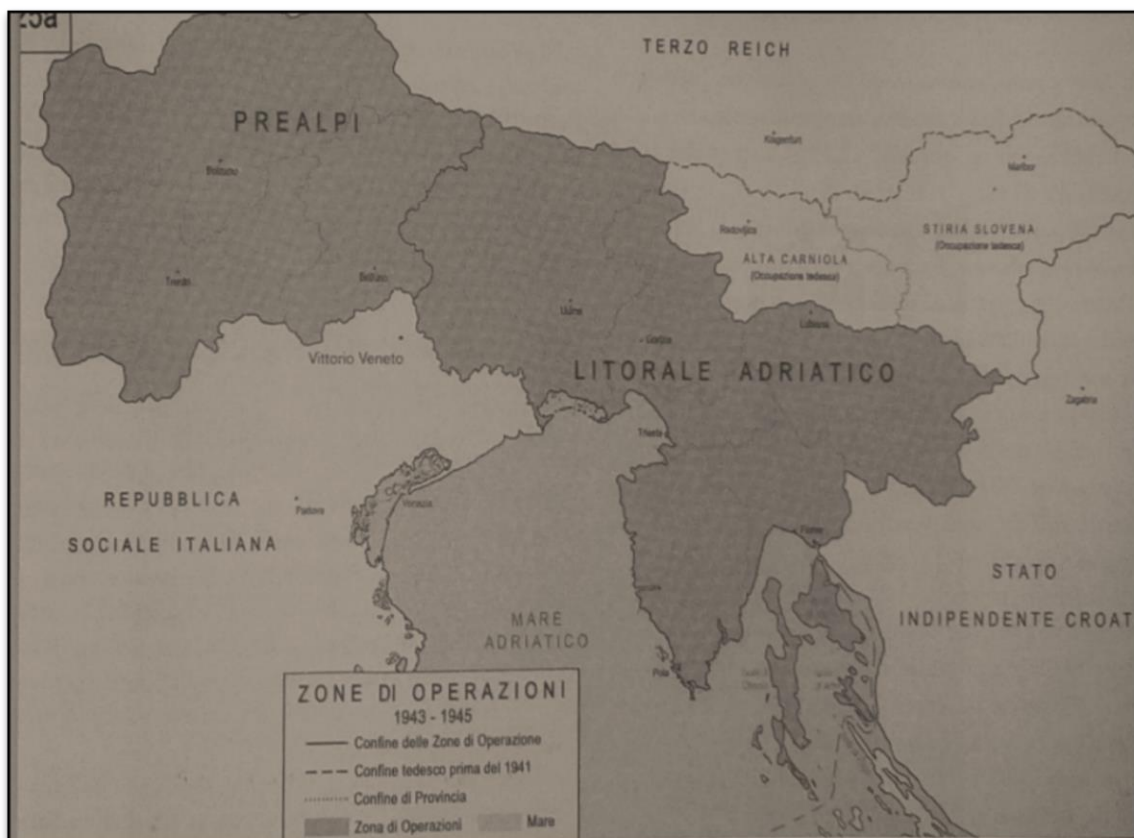 25a
TERZO REICH
PREALPI
Klagenfurt
Maribor
Bolzano
Radovljica
STIRIA SLOVENA
(Occupazione tedesca)
ALTA CARNIOLA
(Occupazione tedesca)
Trento
Belluno
Udine
Lubiana
Gorizia
Vittorio Veneto
LITORALE ADRIATICO
Zagabria
Trieste
REPUBBLICA
SOCIALE ITALIANA
Padova
Venezia
Fiume
STATO
INDIPENDENTE CROAT
MARE
ADRIATICO
Pola
ZONE DI OPERAZIONI
1943 - 1945
Confine delle Zone di Operazione
Confine tedesco prima del 1941
Confine di Provincia
Zona di Operazioni
Mare